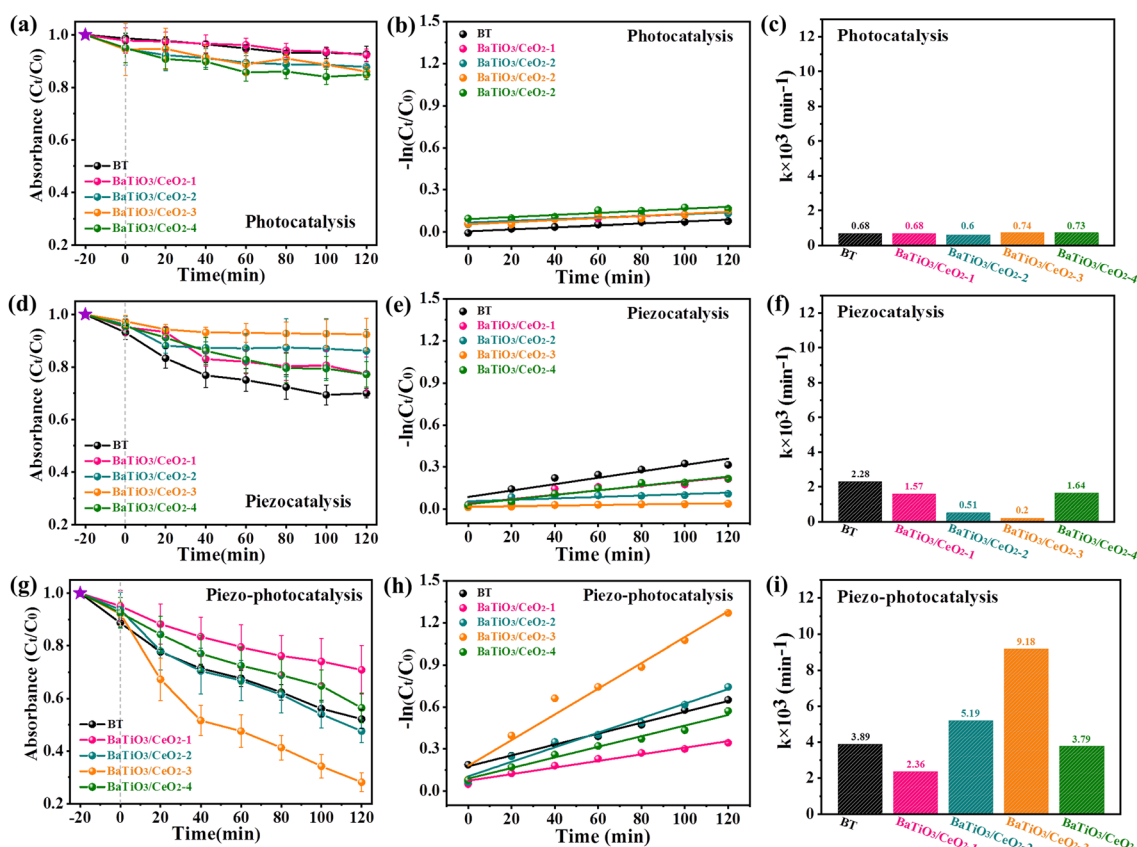 (a)
Absorbance (Ct/C0)
1.0
0.8
0.6
0.4
0.2
BT
BaTiO3/CeO2-1
BaTiO3/CeO2-2
BaTiO3/CeO2-3
BaTiO3/CeO2-4
Photocatalysis
-20 0 20 40 60 80 100 120
Time(min)
(b)
-ln(Ct/C0)
1.5
1.2
0.9
0.6
0.3
0.0
BT
BaTiO3/CeO2-1
BaTiO3/CeO2-2
BaTiO3/CeO2-2
BaTiO3/CeO2-2
Photocatalysis
0 20 40 60 80 100 120
Time (min)
(c)
Photocatalysis
k×10³ (min⁻¹)
12
10
8
6
4
2
0
0.68
0.68
0.6
0.74
0.73
BT
BaTiO3/CeO2-1
BaTiO3/CeO2-2
BaTiO3/CeO2-3
BaTiO3/CeO2-4
(d)
Absorbance (Ct/C0)
1.0
0.8
0.6
0.4
0.2
BT
BaTiO3/CeO2-1
BaTiO3/CeO2-2
BaTiO3/CeO2-3
BaTiO3/CeO2-4
Piezocatalysis
-20 0 20 40 60 80 100 120
Time(min)
(e)
-ln(Ct/C0)
1.5
1.2
0.9
0.6
0.3
0.0
BT
BaTiO3/CeO2-1
BaTiO3/CeO2-2
BaTiO3/CeO2-3
BaTiO3/CeO2-4
Piezocatalysis
0 20 40 60 80 100 120
Time (min)
(f)
Piezocatalysis
k×10³ (min⁻¹)
12
10
8
6
4
2
0
2.28
1.57
0.51
0.2
1.64
BT
BaTiO3/CeO2-1
BaTiO3/CeO2-2
BaTiO3/CeO2-3
BaTiO3/CeO2-4
(g)
Piezo-photocatalysis
Absorbance (Ct/C0)
1.0
0.8
0.6
0.4
0.2
BT
BaTiO3/CeO2-1
BaTiO3/CeO2-2
BaTiO3/CeO2-3
BaTiO3/CeO2-4
-20 0 20 40 60 80 100 120
Time(min)
(h)
-ln(Ct/C0)
1.5
1.2
0.9
0.6
0.3
0.0
BT
BaTiO3/CeO2-1
BaTiO3/CeO2-2
BaTiO3/CeO2-3
BaTiO3/CeO2-4
Piezo-photocatalysis
0 20 40 60 80 100 120
Time (min)
(i)
Piezo-photocatalysis
k×10³ (min⁻¹)
12
10
8
6
4
2
0
3.89
2.36
5.19
9.18
3.79
BT
BaTiO3/CeO2-1
BaTiO3/CeO2
BaTiO3/CeO2
BaTiO3/CeO